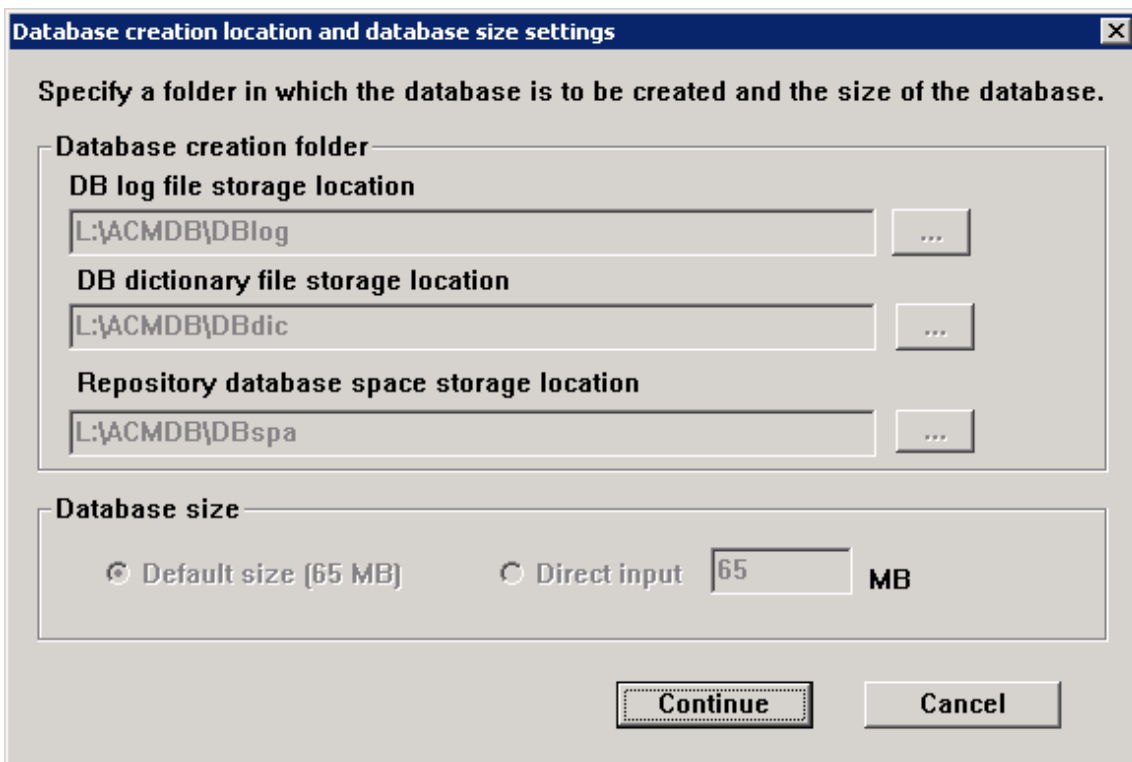 Database creation location and database size settings
Specify a folder in which the database is to be created and the size of the database.
Database creation folder
DB log file storage location
L:\ACMDB\DBlog
...
DB dictionary file storage location
L:\ACMDB\DBdic
...
Repository database space storage location
L:\ACMDB\DBspa
...
Database size
Default size (65 MB) Direct input 65 MB
Continue Cancel